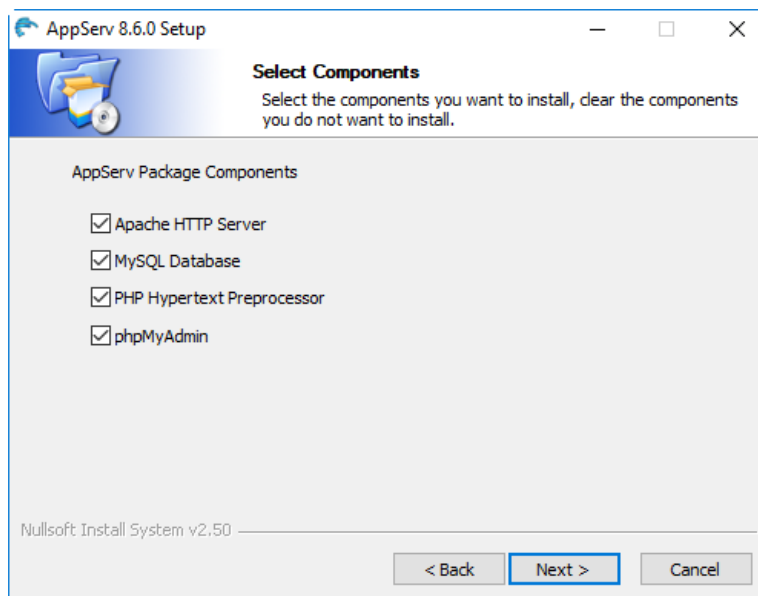 AppServ 8.6.0 Setup
Select Components
Select the components you want to install, clear the components
you do not want to install.
AppServ Package Components
Apache HTTP Server
MySQL Database
PHP Hypertext Preprocessor
phpMyAdmin
Nullsoft Install System v2.50
< Back
Next >
Cancel